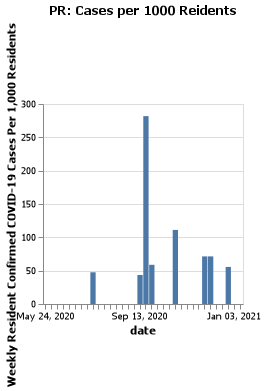 PR: Cases per 1000 Reidents
Weekly Resident Confirmed COVID-19 Cases Per 1,000 Residents
300
250
200
150
100
50
0
May 24, 2020 Sep 13, 2020 Jan 03, 2021
date